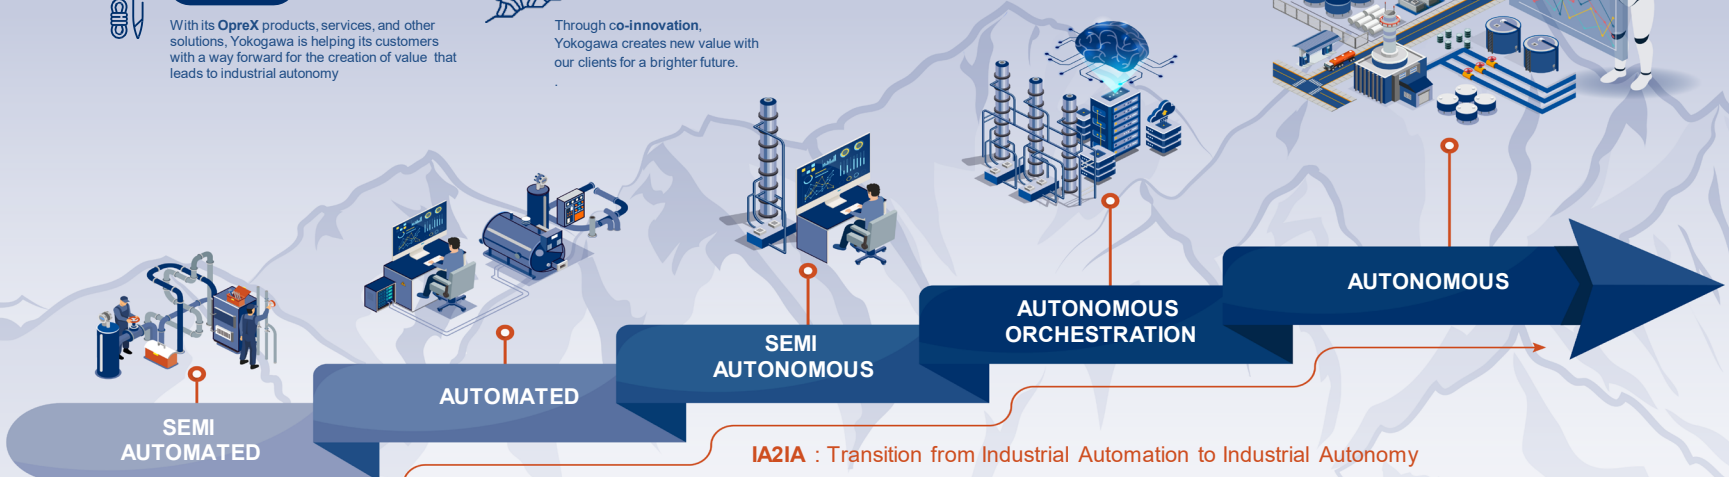 With its OpreX products, services, and other
solutions, Yokogawa is helping its customers
with a way forward for the creation of value that
leads to industrial autonomy
Through co-innovation,
Yokogawa creates new value with
our clients for a brighter future.
.
SEMI
AUTOMATED
AUTOMATED
SEMI
AUTONOMOUS
AUTONOMOUS
ORCHESTRATION
AUTONOMOUS
IA2IA : Transition from Industrial Automation to Industrial Autonomy